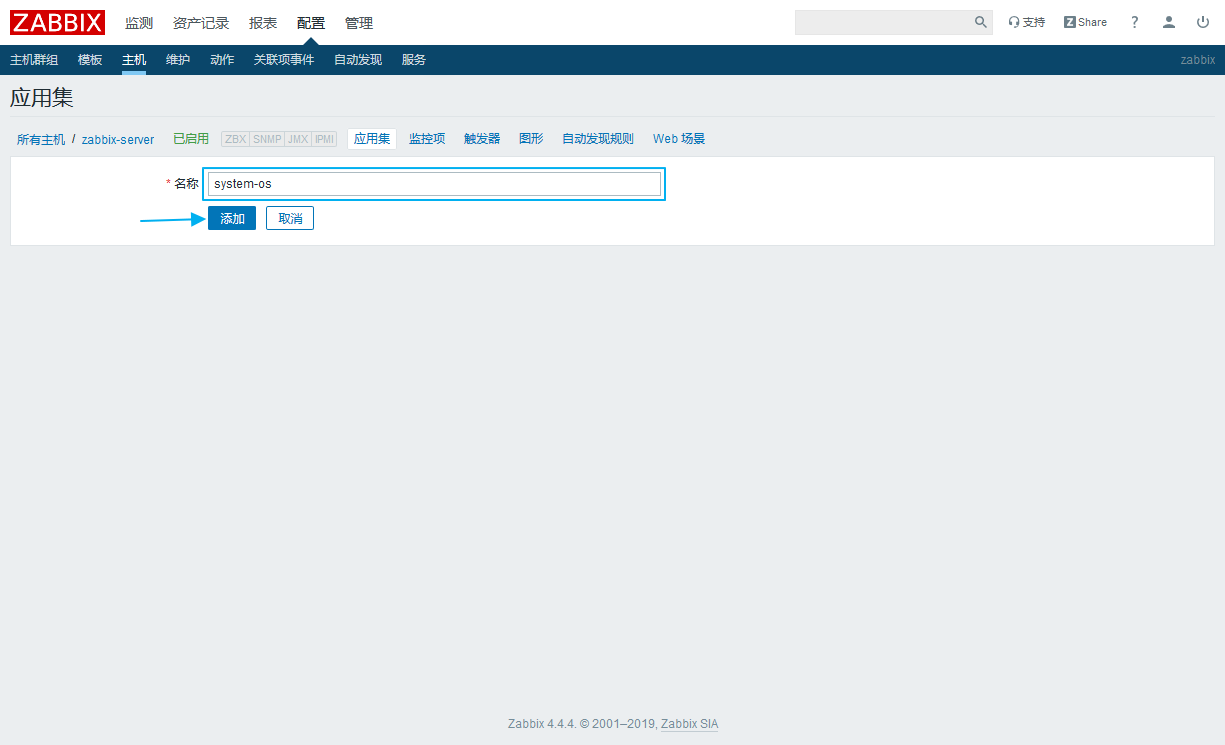 ZABBIX 监测 资产记录 报表 配置 管理 支持 Z Share ?
主机群组 模板 主机 维护 动作 关联项事件 自动发现 服务 zabbix
应用集
所有主机 / zabbix-server 已启用 ZBX SNMP JMX IPMI 应用集 监控项 触发器 图形 自动发现规则 Web 场景
* 名称 system-os
添加 取消
Zabbix 4.4.4. © 2001–2019, Zabbix SIA